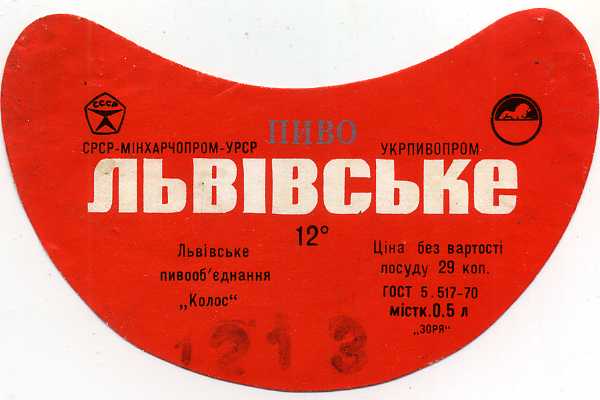 СССР
ПИВО
СРСР-МІНХАРЧОПРОМ-УРСР
УКРПИВОПРОМ
ЛЬВІВСЬКЕ
12°
Львівське
пивооб'єднання
„Колос“
Ціна без вартості
посуду 29 коп.
ГОСТ 5.517-70
містк. 0.5 л
„ЗОРЯ“
1213